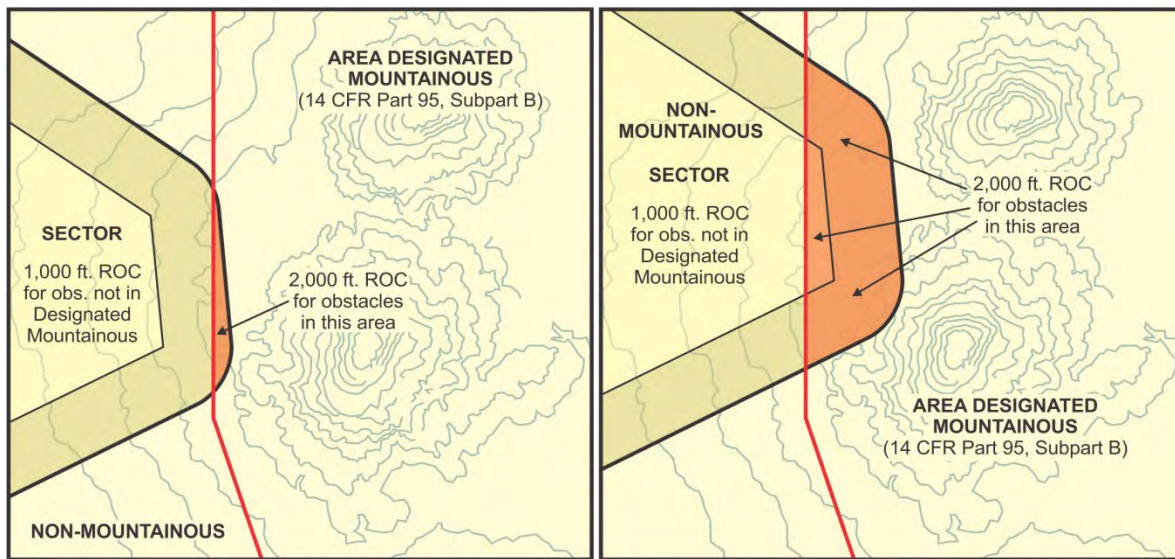 AREA DESIGNATED
MOUNTAINOUS
(14 CFR Part 95, Subpart B)
SECTOR
1,000 ft. ROC
for obs. not in
Designated
Mountainous
2,000 ft. ROC
for obstacles
in this area
NON-MOUNTAINOUS
NON-
MOUNTAINOUS
SECTOR
1,000 ft. ROC
for obs. not in
Designated
Mountainous
2,000 ft. ROC
for obstacles
in this area
AREA DESIGNATED
MOUNTAINOUS
(14 CFR Part 95, Subpart B)